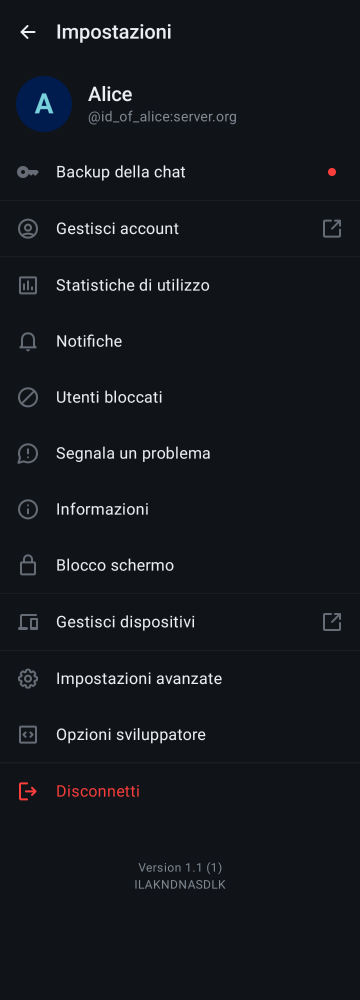 Impostazioni
A
Alice
@id_of_alice:server.org
Backup della chat
Gestisci account
Statistiche di utilizzo
Notifiche
Utenti bloccati
Segnala un problema
Informazioni
Blocco schermo
Gestisci dispositivi
Impostazioni avanzate
Opzioni sviluppatore
Disconnetti
Version 1.1 (1)
ILAKNDNASDLK